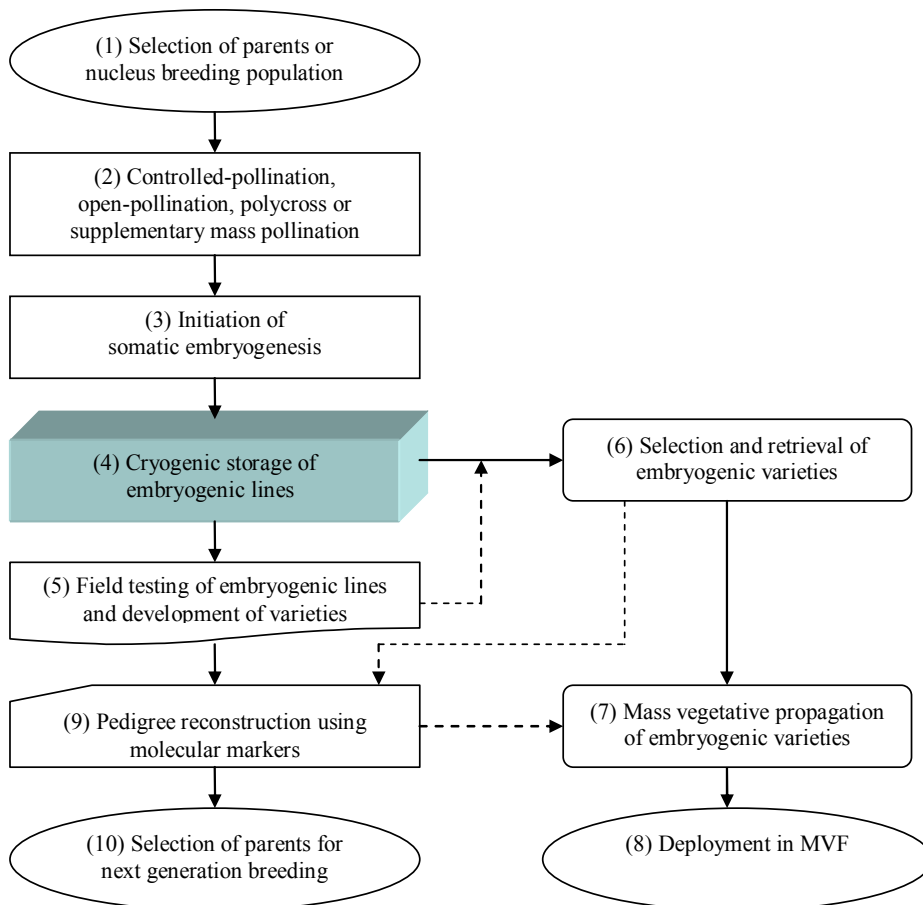 (1) Selection of parents or
nucleus breeding population
(2) Controlled-pollination,
open-pollination, polycross or
supplementary mass pollination
(3) Initiation of
somatic embryogenesis
(4) Cryogenic storage of
embryogenic lines
(6) Selection and retrieval of
embryogenic varieties
(5) Field testing of embryogenic lines
and development of varieties
(9) Pedigree reconstruction using
molecular markers
(7) Mass vegetative propagation
of embryogenic varieties
(10) Selection of parents for
next generation breeding
(8) Deployment in MVF